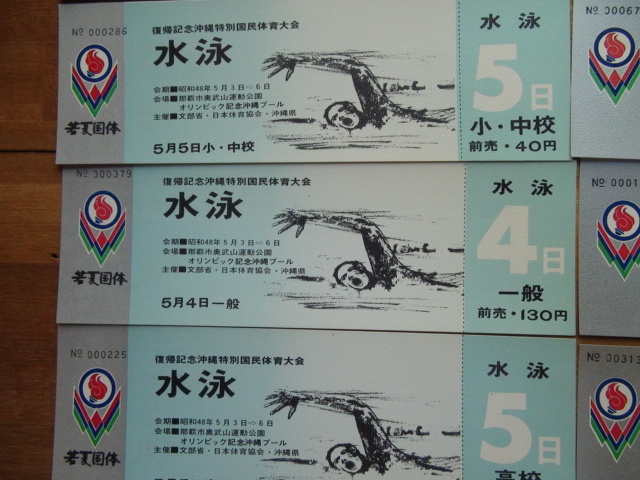 No 000286
若夏国体
復帰記念沖縄特別国民体育大会
水泳
会期■昭和48年5月3日→6日
会場■那覇市奥武山運動公園
オリンピック記念沖縄プール
主催■文部省・日本体育協会・沖縄県
5月5日小・中校
水泳
5日
小・中校
前売・40円
No 00067
No 000379
若夏国体
復帰記念沖縄特別国民体育大会
水泳
会期■昭和48年5月3日→6日
会場■那覇市奥武山運動公園
オリンピック記念沖縄プール
主催■文部省・日本体育協会・沖縄県
5月4日一般
水泳
4日
一般
前売・130円
No 0001
No 000225
若夏国体
復帰記念沖縄特別国民体育大会
水泳
会期■昭和48年5月3日→6日
会場■那覇市奥武山運動公園
オリンピック記念沖縄プール
主催■文部省・日本体育協会・沖縄県
水泳
5日
高校
No 00313